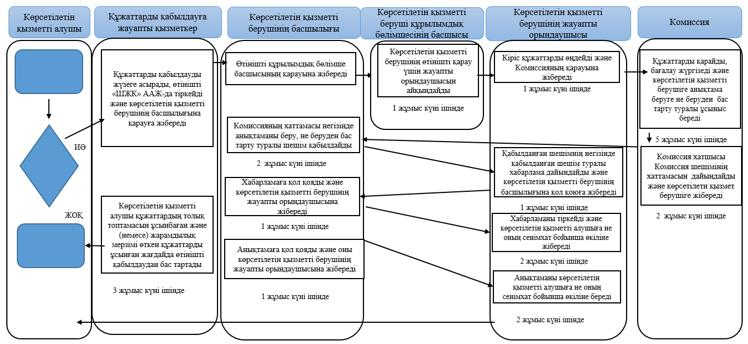 Көрсетілетін
қызметті алушы
Құжаттарды қабылдауға
жауапты қызметкер
Көрсетілетін қызметті
берушінің басшылығы
Көрсетілетін қызметті
беруші құрылымдық
бөлімшесінің басшысы
Көрсетілетін қызметті
берушінің жауапты
орындаушысы
Комиссия
Құжаттарды қабылдауды
жүзеге асырады, өтінішті
«ШЖК» ААЖ-да тіркейді
және көрсетілетін қызметті
берушінің басшылығына
қарауға жібереді
Өтінішті құрылымдық бөлімше
басшысының қарауына жібереді
Көрсетілетін қызметті
берушінің өтінішті қарау
үшін жауапты
орындаушысын
айқындайды
1 жұмыс күні ішінде
Кіріс құжаттарды өңдейді және
Комиссияның қарауына
жібереді
1 жұмыс күні ішінде
Құжаттарды қарайды,
бағалау жүргізеді және
көрсетілетін қызметті
берушіге анықтама
беруге не беруден бас
тарту туралы ұсыныс
береді
5 жұмыс күні ішінде
ИӘ
Комиссияның хаттамасы негізінде
анықтаманы беру, не беруден бас
тарту туралы шешім қабылдайды
2 жұмыс күні ішінде
Қабылданған шешімнің негізінде
қабылданған шешім туралы
хабарлама дайындайды және
көрсетілетін қызметті берушінің
басшылығына қол қоюға жібереді
1 жұмыс күні ішінде
Комиссия хатшысы
Комиссия шешімінің
хаттамасын дайындайды
және көрсетілетн қызмет
берушіге жібереді
2 жұмыс күні ішінде
ЖОҚ
Көрсетілетін қызметті
алушы құжаттардың толық
топтамасын ұсынбаған және
(немесе) жарамдылық
мерзімі өткен құжаттарды
ұсынған жағдайда өтінішті
қабылдаудан бас тартады
3 жұмыс күні ішінде
Хабарламаға қол қояды және
көрсетілетін қызметті берушінің
жауапты орындаушысына
жібереді
1 жұмыс күні ішінде
Хабарламаны тіркейді және
көрсетілетін қызметті алушыға не
оның сенімхат бойынша өкіліне
жібереді
2 жұмыс күні ішінде
Анықтамаға қол қояды және оны
көрсетілетін қызметті берушінің
жауапты орындаушысына жібереді
1 жұмыс күні ішінде
Анықтаманы көрсетілетін
қызметті алушыға не оның
сенімхат бойынша өкіліне береді
2 жұмыс күні ішінде